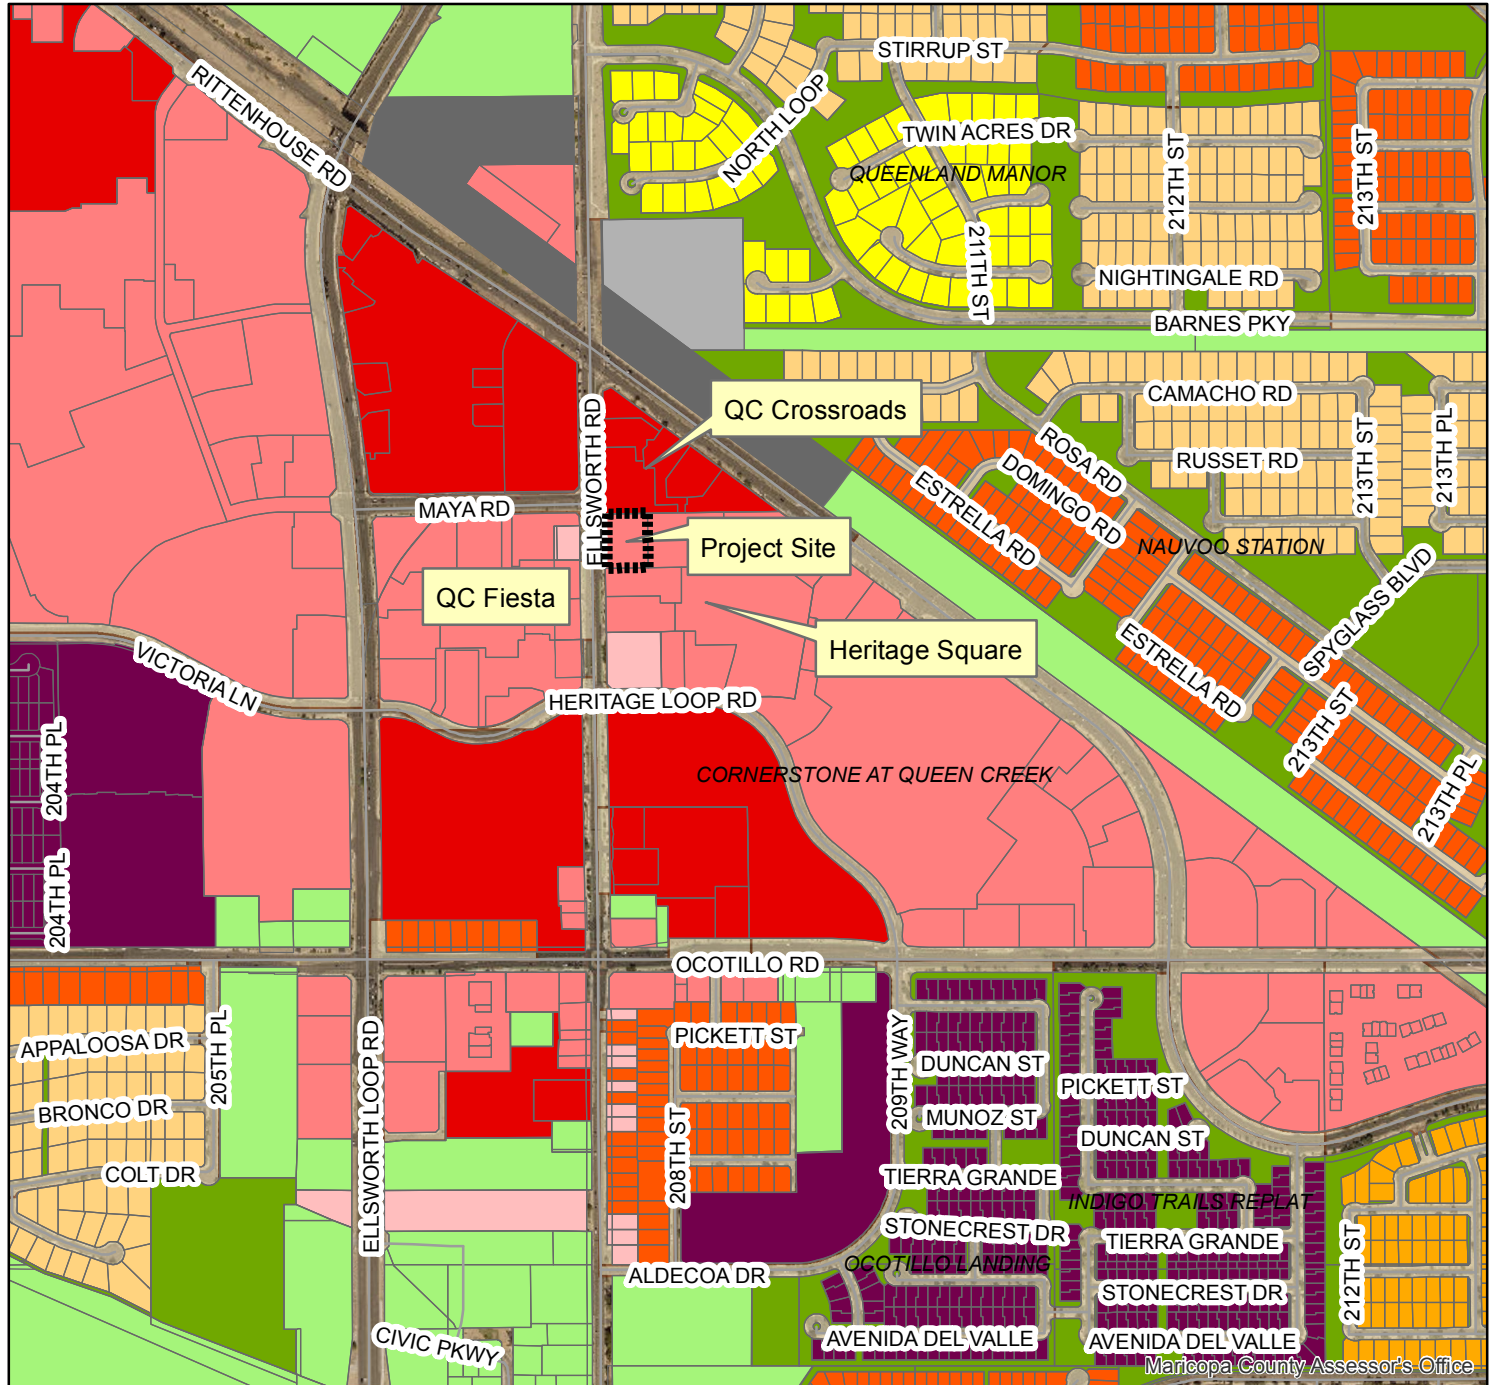 STIRRUP ST
RITTENHOUSE RD
NORTH LOOP
TWIN ACRES DR
QUEENLAND MANOR
212TH ST
213TH ST
211TH ST
NIGHTINGALE RD
BARNES PKY
QC Crossroads
CAMACHO RD
ELLSWORTH RD
ROSA RD
213TH ST
213TH PL
RUSSET RD
DOMINGO RD
ESTRELLA RD
MAYA RD
Project Site
NAUVOO STATION
QC Fiesta
SPYGLASS BLVD
Heritage Square
ESTRELLA RD
VICTORIA LN
HERITAGE LOOP RD
213TH ST
204TH PL
CORNERSTONE AT QUEEN CREEK
213TH PL
204TH PL
OCOTILLO RD
APPALOOSA DR
205TH PL
ELLSWORTH LOOP RD
PICKETT ST
209TH WAY
DUNCAN ST
PICKETT ST
BRONCO DR
MUNOZ ST
DUNCAN ST
208TH ST
COLT DR
TIERRA GRANDE
INDIGO TRAILS REPLAT
STONECREST DR
TIERRA GRANDE
212TH ST
OCOTILLO LANDING
ALDECOA DR
STONECREST DR
CIVIC PKWY
AVENIDA DEL VALLE
AVENIDA DEL VALLE
Maricopa County Assessor's Office